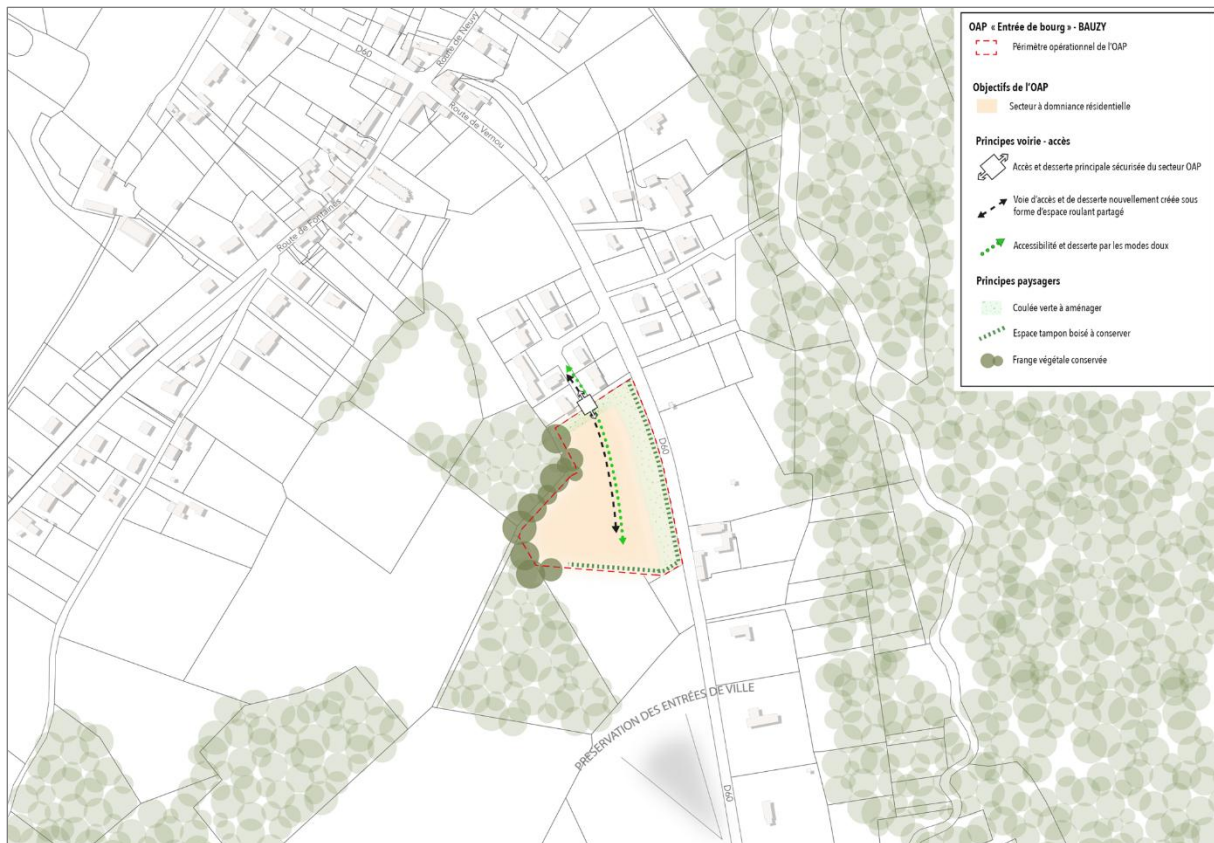 OAP « Entrée de bourg » - BAUZY
Périmètre opérationnel de l'OAP
Objectifs de l'OAP
Secteur à domniance résidentielle
Principes voirie - accès
Accès et desserte principale sécurisée du secteur OAP
Voie d'accès et de desserte nouvellement créée sous
forme d'espace roulant partagé
Accessibilité et desserte par les modes doux
Principes paysagers
Coulée verte à aménager
Espace tampon boisé à conserver
Frange végétale conservée
D60
Route de Neuvy
Route de Vernou
Route de Fontaines
D60
PRESERVATION DES ENTRÉES DE VILLE
D60